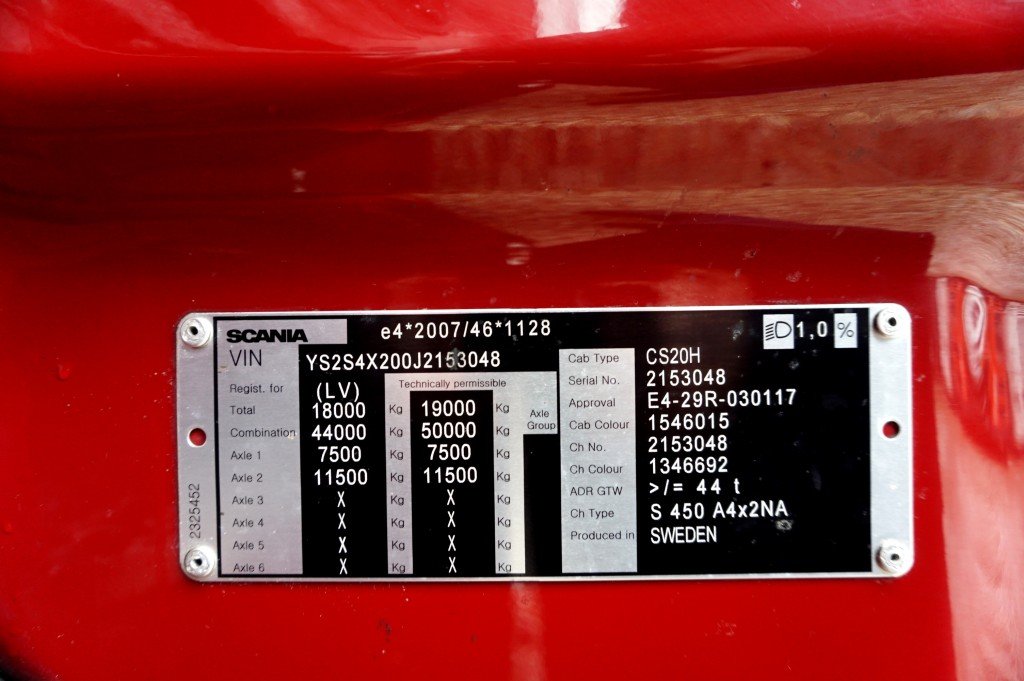 SCANIA e4*2007/46*1128 1,0 %
VIN YS2S4X200J2153048
Regist. for (LV) Technically permissible
Total 18000 Kg 19000 Kg Axle Group
Combination 44000 Kg 50000 Kg
Axle 1 7500 Kg 7500 Kg
Axle 2 11500 Kg 11500 Kg
Axle 3 X Kg X Kg
Axle 4 X Kg X Kg
Axle 5 X Kg X Kg
Axle 6 X Kg X Kg
Cab Type CS20H
Serial No. 2153048
Approval E4-29R-030117
Cab Colour 1546015
Ch No. 2153048
Ch Colour 1346692
ADR GTW >/= 44 t
Ch Type S 450 A4x2NA
Produced in SWEDEN
2325452